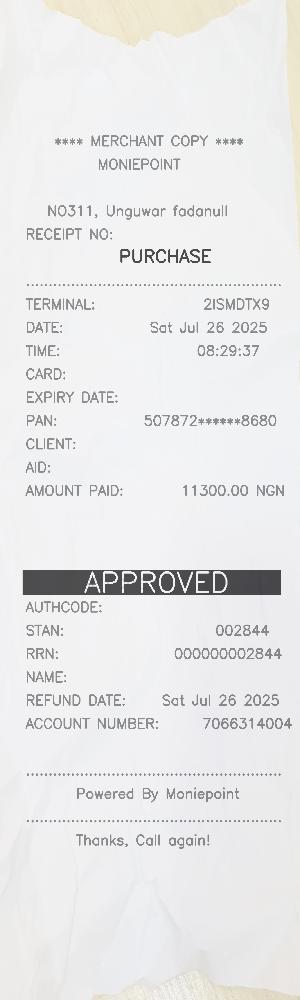 **** MERCHANT COPY ****
MONIEPOINT
NO311, Unguwar fadanull
RECEIPT NO:
PURCHASE
TERMINAL: 2ISMDTX9
DATE: Sat Jul 26 2025
TIME: 08:29:37
CARD:
EXPIRY DATE:
PAN: 507872******8680
CLIENT:
AID:
AMOUNT PAID: 11300.00 NGN
APPROVED
AUTHCODE:
STAN: 002844
RRN: 000000002844
NAME:
REFUND DATE: Sat Jul 26 2025
ACCOUNT NUMBER: 7066314004
Powered By Moniepoint
Thanks, Call again!